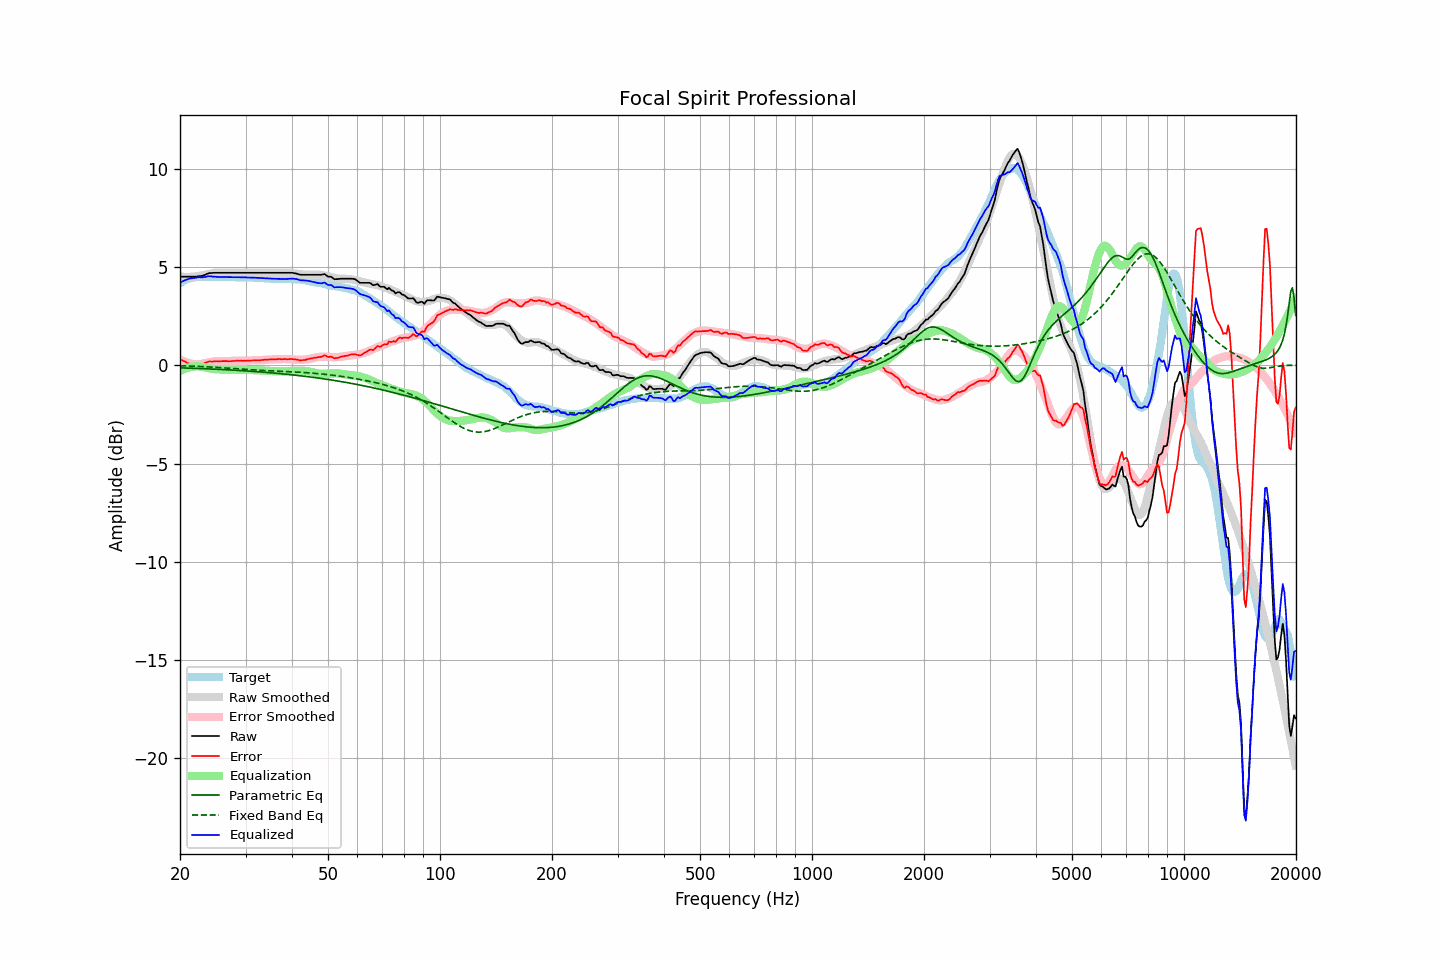 Focal Spirit Professional
Amplitude (dBr)
10
5
0
−5
−10
−15
−20
Target
Raw Smoothed
Error Smoothed
Raw
Error
Equalization
Parametric Eq
Fixed Band Eq
Equalized
20 50 100 200 500 1000 2000 5000 10000 20000
Frequency (Hz)